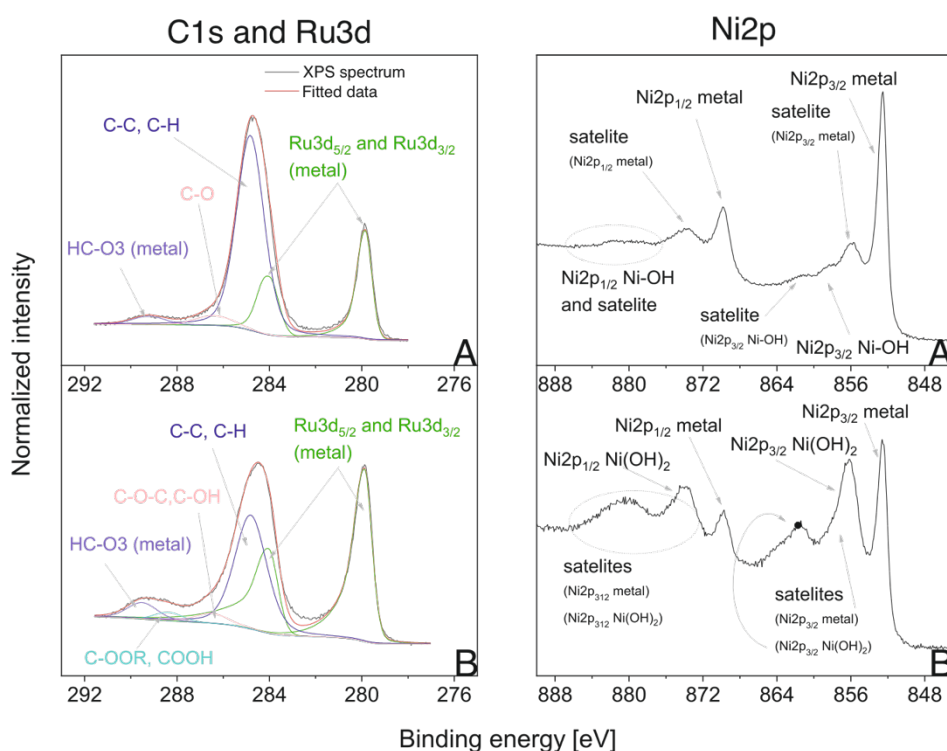 C1s and Ru3d
Ni2p
XPS spectrum
Fitted data
C-C, C-H
Ru3d5/2 and Ru3d3/2
(metal)
C-O
HC-O3 (metal)
A
292
288
284
280
276
Ni2p3/2 metal
Ni2p1/2 metal
satelite
(Ni2p3/2 metal)
satelite
(Ni2p1/2 metal)
Ni2p1/2 Ni-OH
and satelite
satelite
(Ni2p3/2 Ni-OH)
Ni2p3/2 Ni-OH
A
888
880
872
864
856
848
Normalized intensity
Ru3d5/2 and Ru3d3/2
(metal)
C-C, C-H
C-O-C,C-OH
HC-O3 (metal)
C-OOR, COOH
B
292
288
284
280
276
Ni2p3/2 metal
Ni2p1/2 metal
Ni2p3/2 Ni(OH)2
Ni2p1/2 Ni(OH)2
satelites
(Ni2p312 metal)
(Ni2p312 Ni(OH)2)
satelites
(Ni2p3/2 metal)
(Ni2p3/2 Ni(OH)2)
B
888
880
872
864
856
848
Binding energy [eV]